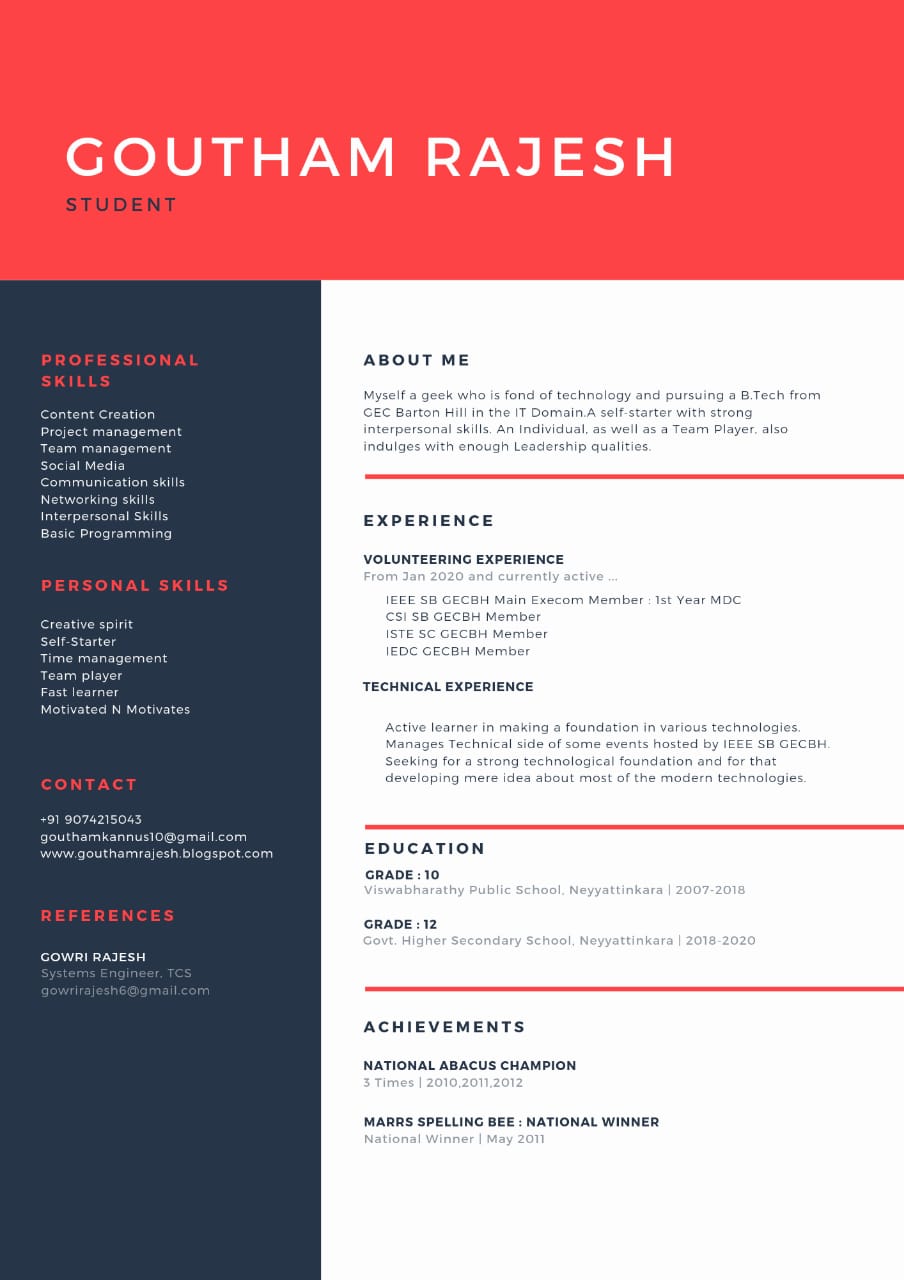 GOUTHAM RAJESH
STUDENT
PROFESSIONAL
SKILLS
Content Creation
Project management
Team management
Social Media
Communication skills
Networking skills
Interpersonal Skills
Basic Programming
PERSONAL SKILLS
Creative spirit
Self-Starter
Time management
Team player
Fast learner
Motivated N Motivates
CONTACT
+91 9074215043
gouthamkannus10@gmail.com
www.gouthamrajesh.blogspot.com
REFERENCES
GOWRI RAJESH
Systems Engineer, TCS
gowrirajesh6@gmail.com
ABOUT ME
Myself a geek who is fond of technology and pursuing a B.Tech from
GEC Barton Hill in the IT Domain.A self-starter with strong
interpersonal skills. An Individual, as well as a Team Player, also
indulges with enough Leadership qualities.
EXPERIENCE
VOLUNTEERING EXPERIENCE
From Jan 2020 and currently active ...
IEEE SB GECBH Main Execom Member : 1st Year MDC
CSI SB GECBH Member
ISTE SC GECBH Member
IEDC GECBH Member
TECHNICAL EXPERIENCE
Active learner in making a foundation in various technologies.
Manages Technical side of some events hosted by IEEE SB GECBH.
Seeking for a strong technological foundation and for that
developing mere idea about most of the modern technologies.
EDUCATION
GRADE : 10
Viswabharathy Public School, Neyyattinkara | 2007-2018
GRADE : 12
Govt. Higher Secondary School, Neyyattinkara | 2018-2020
ACHIEVEMENTS
NATIONAL ABACUS CHAMPION
3 Times | 2010,2011,2012
MARRS SPELLING BEE : NATIONAL WINNER
National Winner | May 2011